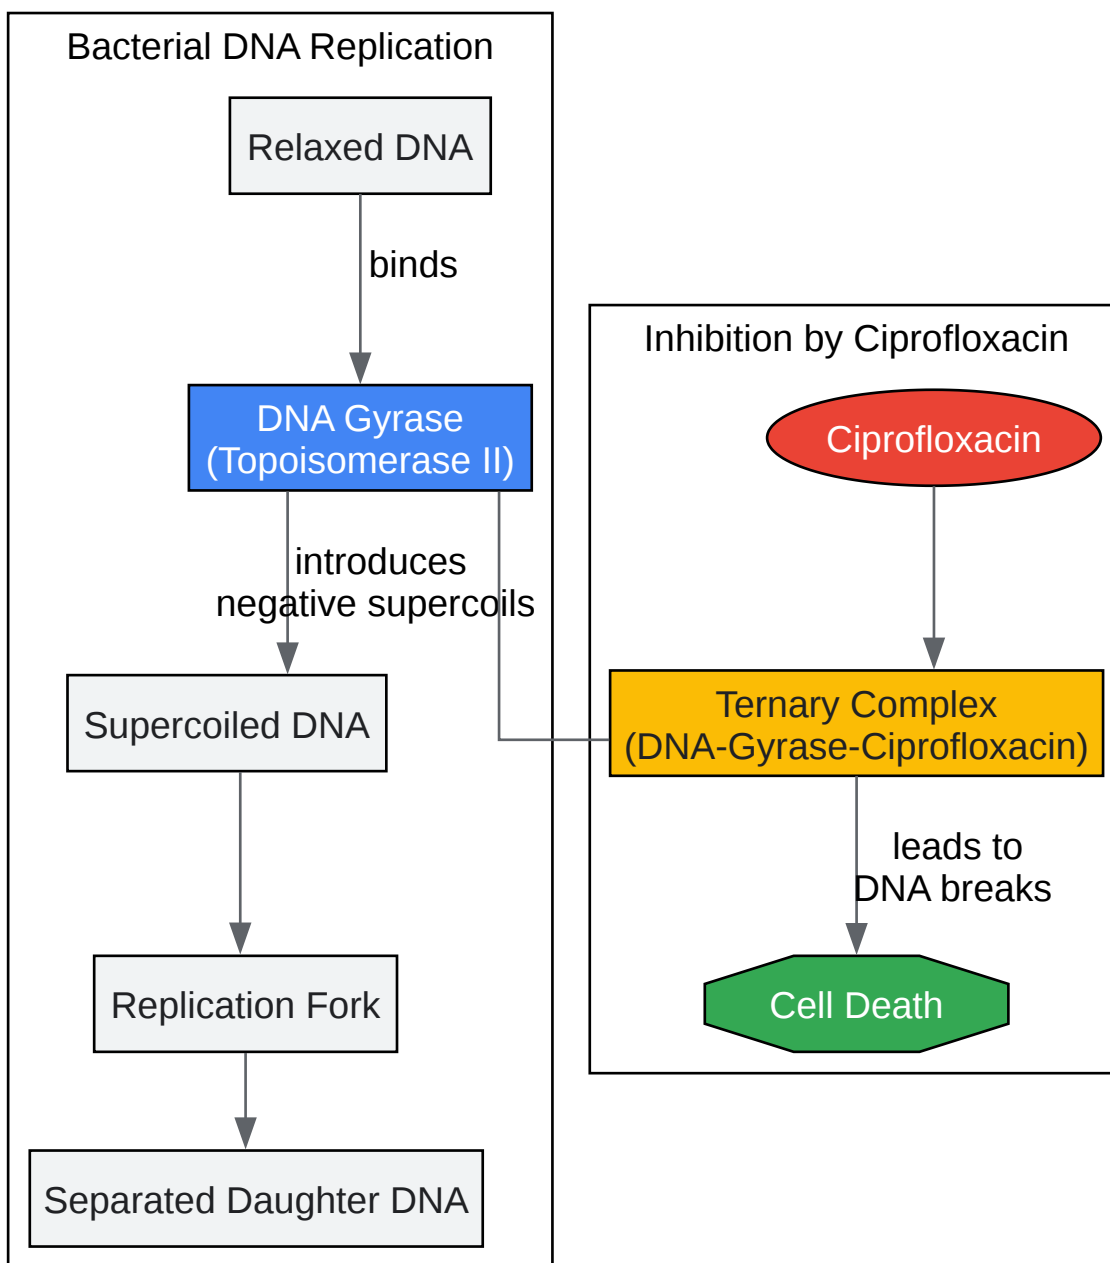 Bacterial DNA Replication
Relaxed DNA
binds
DNA Gyrase
(Topoisomerase II)
introduces
negative supercoils
Supercoiled DNA
Replication Fork
Separated Daughter DNA
Inhibition by Ciprofloxacin
Ciprofloxacin
Ternary Complex
(DNA-Gyrase-Ciprofloxacin)
leads to
DNA breaks
Cell Death